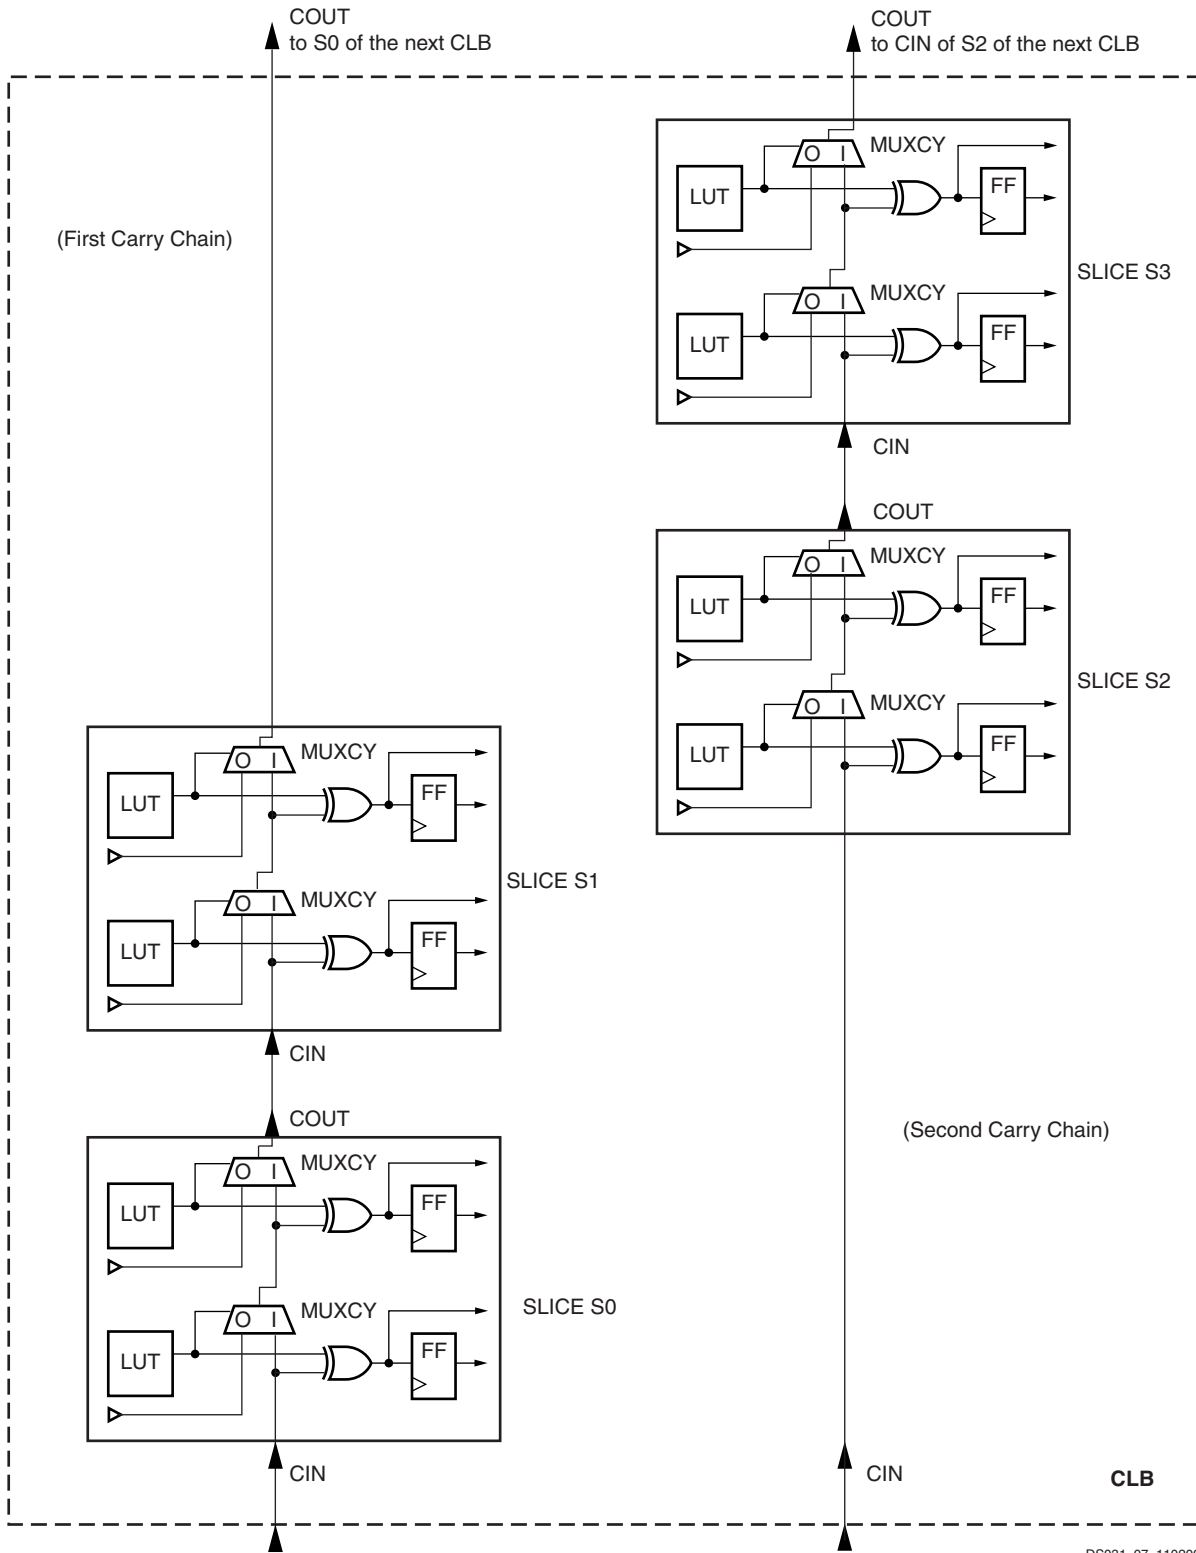 COUT
to S0 of the next CLB
COUT
to CIN of S2 of the next CLB
(First Carry Chain)
O I MUXCY
LUT
FF
SLICE S3
O I MUXCY
LUT
FF
CIN
COUT
O I MUXCY
LUT
FF
SLICE S2
O I MUXCY
LUT
FF
O I MUXCY
LUT
FF
SLICE S1
O I MUXCY
LUT
FF
CIN
COUT
(Second Carry Chain)
O I MUXCY
LUT
FF
SLICE S0
O I MUXCY
LUT
FF
CIN
CIN
CLB